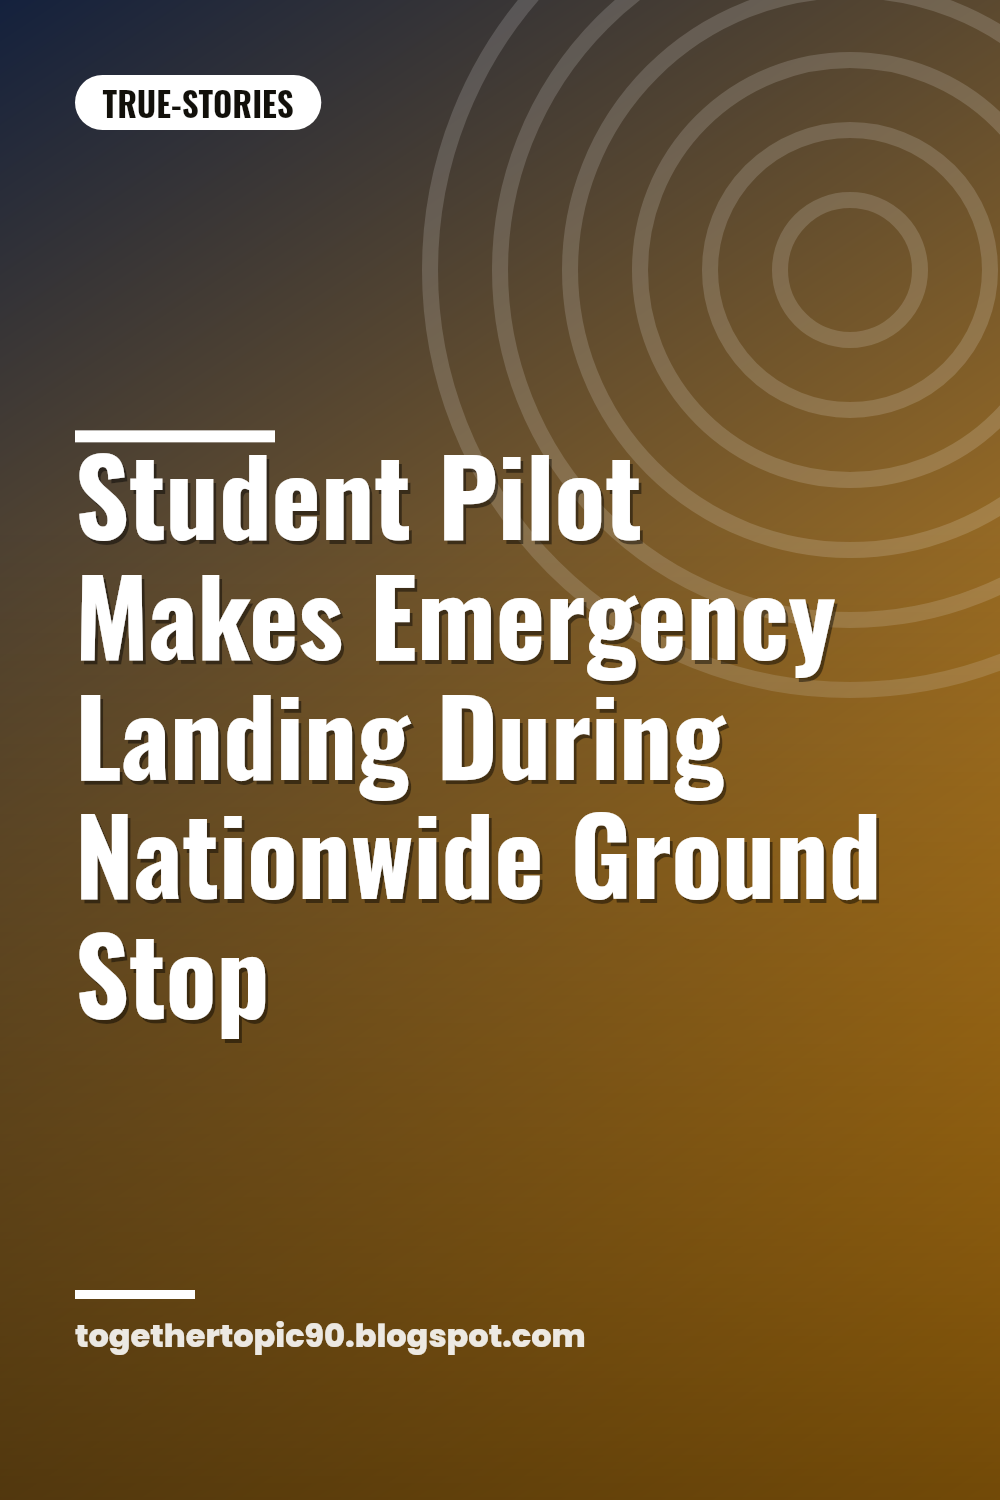 TRUE-STORIES
Student Pilot
Makes Emergency
Landing During
Nationwide Ground
Stop
togethertopic90.blogspot.com